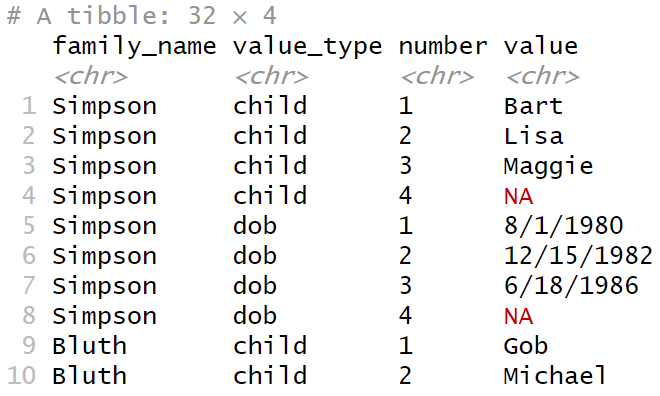 # A tibble: 32 × 4
family_name value_type number value
<chr> <chr> <chr> <chr>
1 Simpson child 1 Bart
2 Simpson child 2 Lisa
3 Simpson child 3 Maggie
4 Simpson child 4 NA
5 Simpson dob 1 8/1/1980
6 Simpson dob 2 12/15/1982
7 Simpson dob 3 6/18/1986
8 Simpson dob 4 NA
9 Bluth child 1 Gob
10 Bluth child 2 Michael